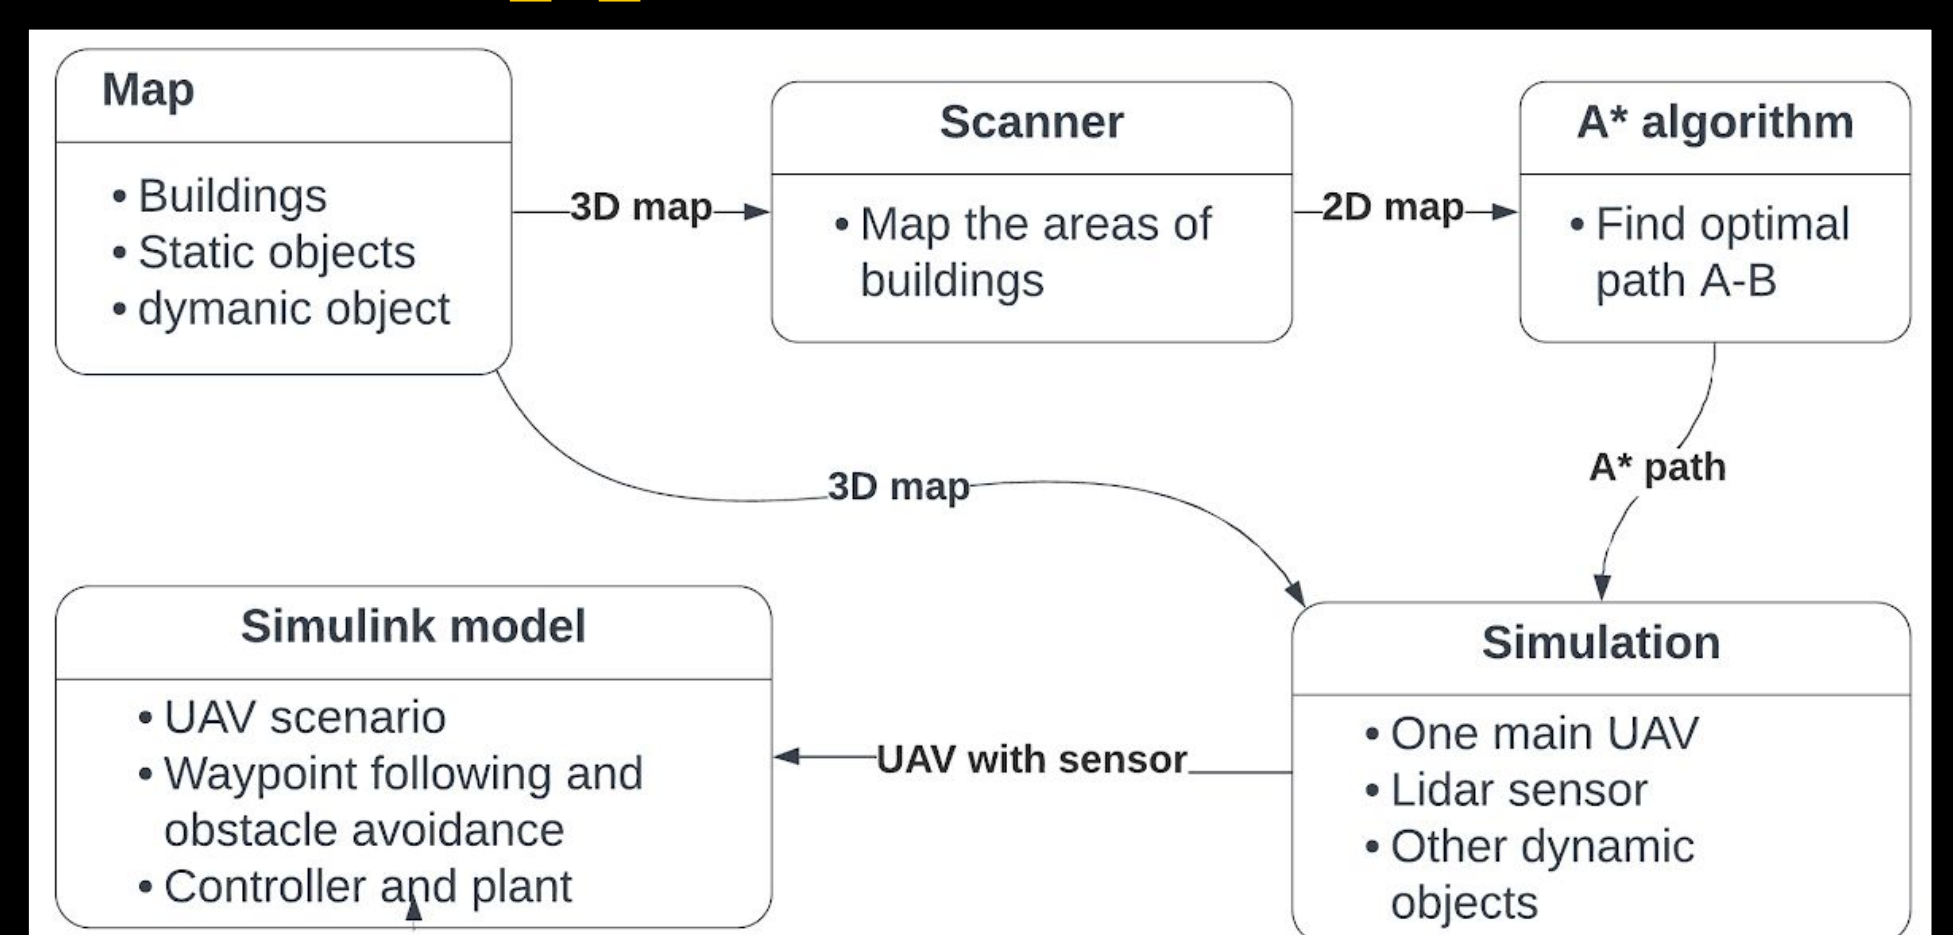 Map
• Buildings
• Static objects
• dymanic object
3D map
Scanner
• Map the areas of
buildings
2D map
A* algorithm
• Find optimal
path A-B
A* path
3D map
Simulink model
• UAV scenario
• Waypoint following and
obstacle avoidance
• Controller and plant
UAV with sensor
Simulation
• One main UAV
• Lidar sensor
• Other dynamic
objects